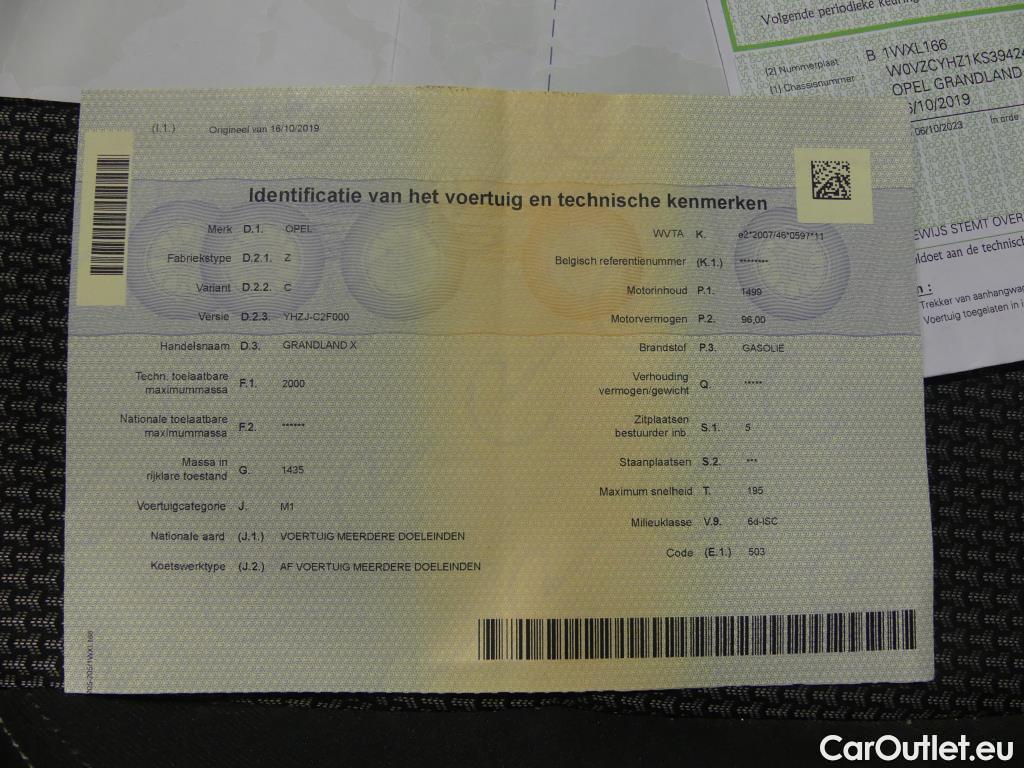 Volgende periodieke keuring
[2] Nummerplaat B 1WXL166
[1] Chassisnummer W0VZCYHZ1KS39424
OPEL GRANDLAND
/10/2019
06/10/2023 In orde
EWIJS STEMT OVER
oldoet aan de technisch
n :
Trekker van aanhangwa
Voertuig toegelaten in
(I.1.) Origineel van 16/10/2019
Identificatie van het voertuig en technische kenmerken
Merk D.1. OPEL
Fabriekstype D.2.1. Z
Variant D.2.2. C
Versie D.2.3. YHZJ-C2F000
Handelsnaam D.3. GRANDLAND X
Techn. toelaatbare
maximummassa F.1. 2000
Nationale toelaatbare
maximummassa F.2. ******
Massa in
rijklare toestand G. 1435
Voertuigcategorie J. M1
Nationale aard (J.1.) VOERTUIG MEERDERE DOELEINDEN
Koetswerktype (J.2.) AF VOERTUIG MEERDERE DOELEINDEN
WVTA K. e2*2007/46*0597*11
Belgisch referentienummer (K.1.) ********
Motorinhoud P.1. 1499
Motorvermogen P.2. 96,00
Brandstof P.3. GASOLIE
Verhouding
vermogen/gewicht Q. *****
Zitplaatsen
bestuurder inb. S.1. 5
Staanplaatsen S.2. ***
Maximum snelheid T. 195
Milieuklasse V.9. 6d-ISC
Code (E.1.) 503
CarOutlet.eu